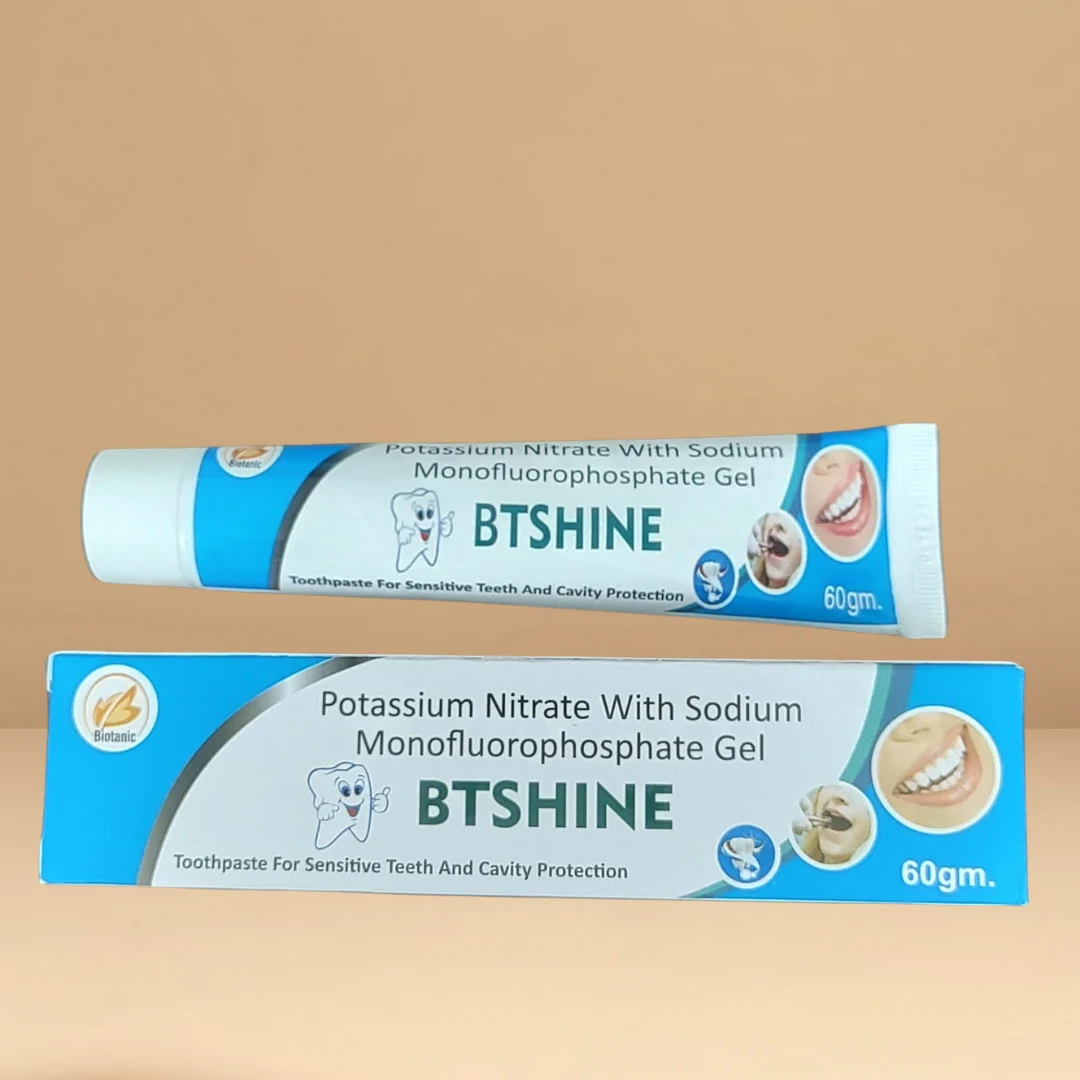 Biotanic
Potassium Nitrate With Sodium
Monofluorophosphate Gel
BTSHINE
Toothpaste For Sensitive Teeth And Cavity Protection
60gm.
Biotanic
Potassium Nitrate With Sodium
Monofluorophosphate Gel
BTSHINE
Toothpaste For Sensitive Teeth And Cavity Protection
60gm.